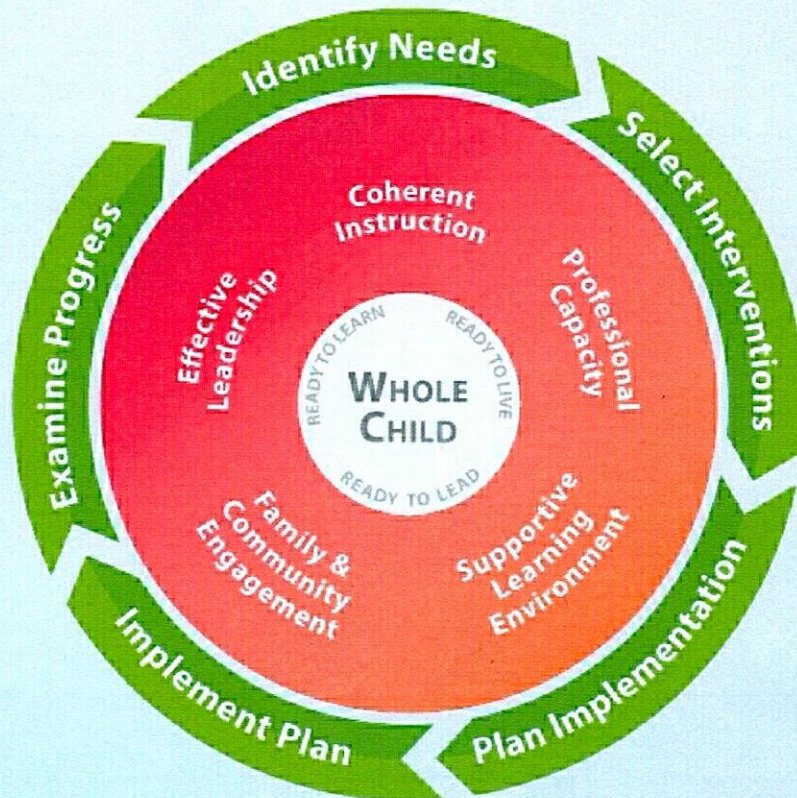 Identify Needs
Select Interventions
Plan Implementation
Implement Plan
Examine Progress
Coherent
Instruction
Professional
Capacity
Supportive
Learning
Environment
Family &
Community
Engagement
Effective
Leadership
READY TO LEARN
READY TO LIVE
READY TO LEAD
WHOLE
CHILD